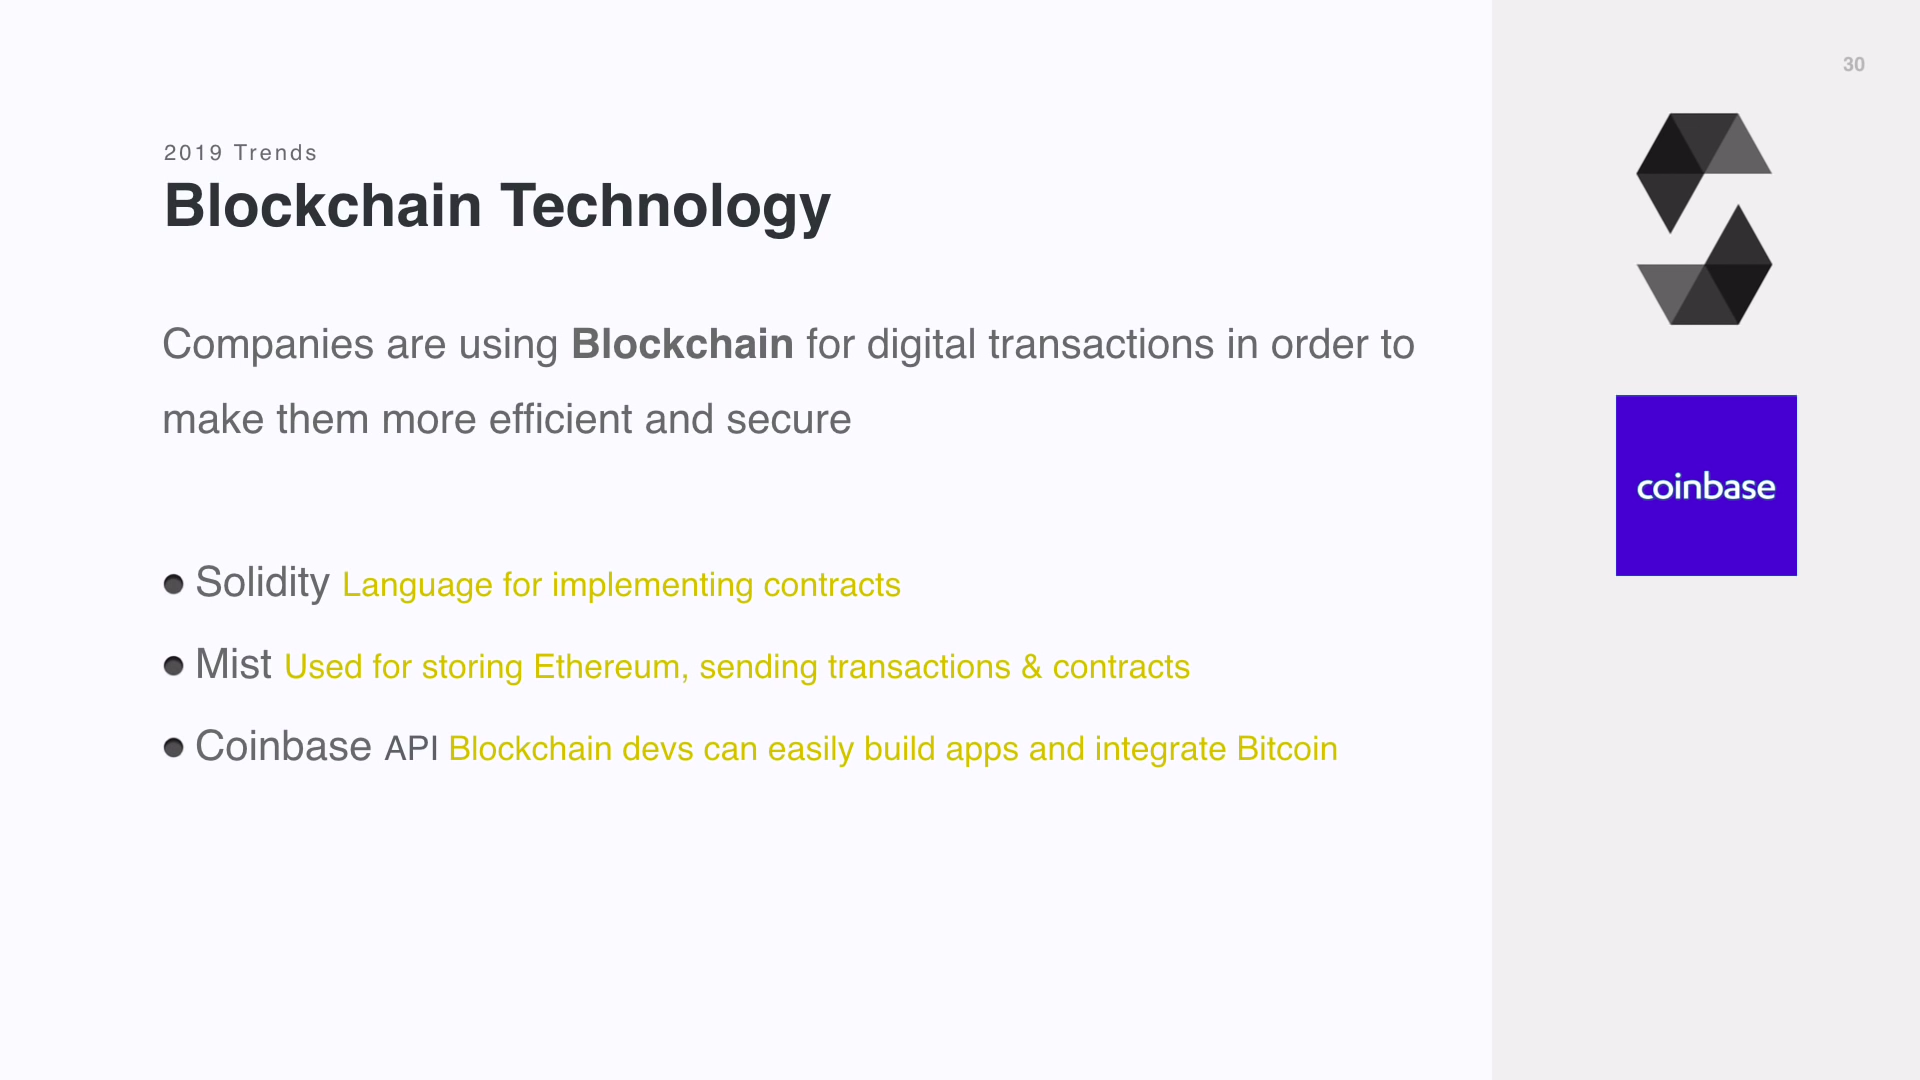 30
2019 Trends
Blockchain Technology
Companies are using Blockchain for digital transactions in order to
make them more efficient and secure
Solidity Language for implementing contracts
Mist Used for storing Ethereum, sending transactions & contracts
Coinbase API Blockchain devs can easily build apps and integrate Bitcoin
coinbase